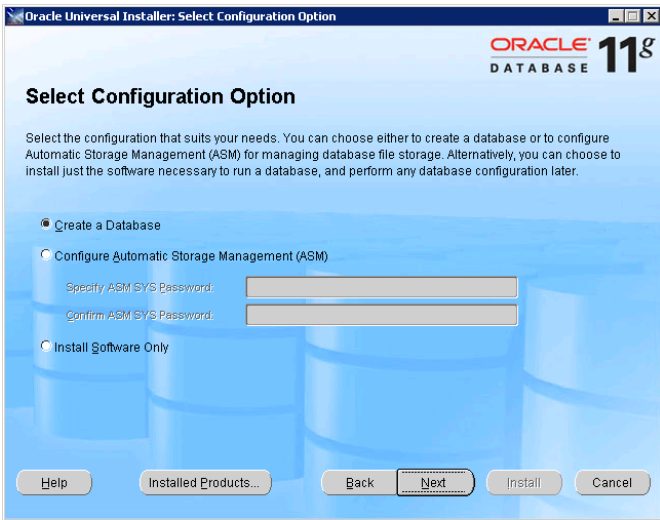 Oracle Universal Installer: Select Configuration Option
ORACLE 11g
DATABASE
Select Configuration Option
Select the configuration that suits your needs. You can choose either to create a database or to configure
Automatic Storage Management (ASM) for managing database file storage. Alternatively, you can choose to
install just the software necessary to run a database, and perform any database configuration later.
Create a Database
Configure Automatic Storage Management (ASM)
Specify ASM SYS Password:
Confirm ASM SYS Password:
Install Software Only
Help Installed Products... Back Next Install Cancel